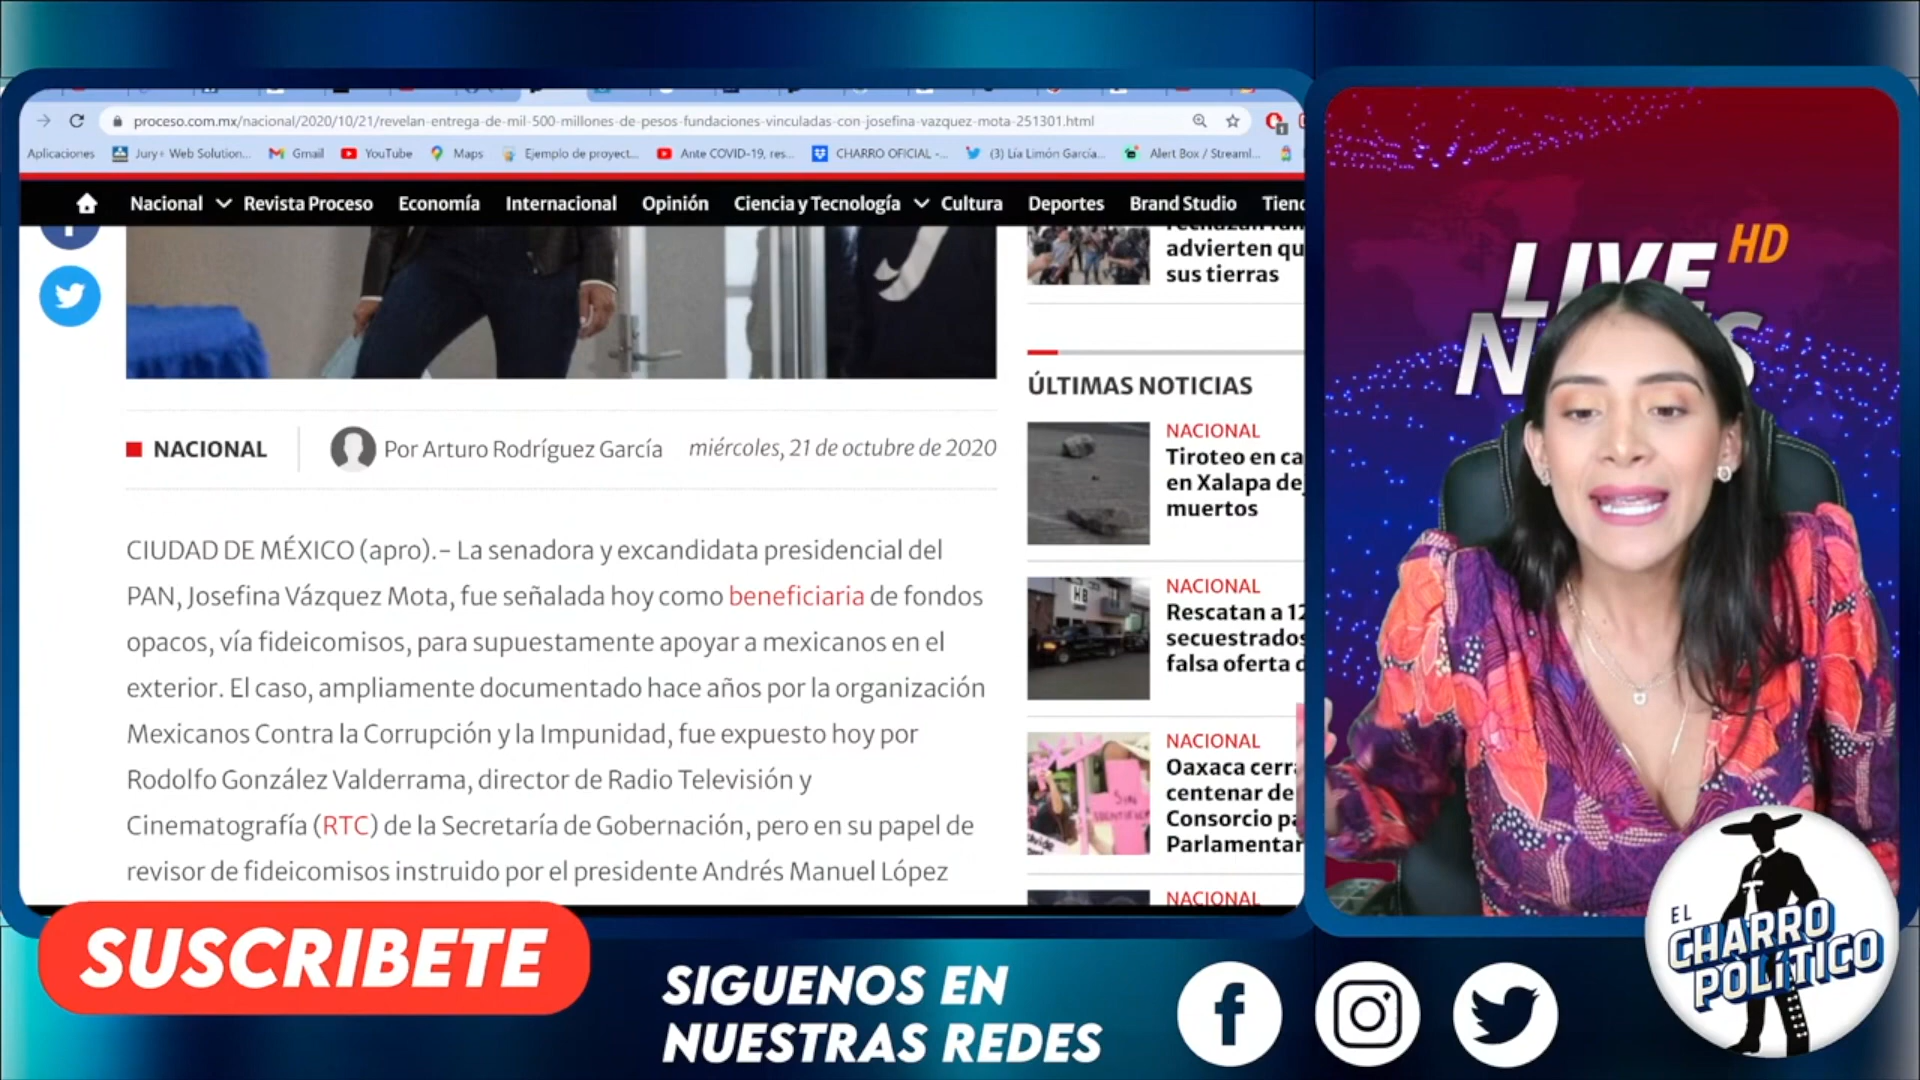 proceso.com.mx/nacional/2020/10/21/revelan-entrega-de-mil-500-millones-de-pesos-fundaciones-vinculadas-con-josefina-vazquez-mota-251301.html
Aplicaciones Jury+ Web Solution... Gmail YouTube Maps Ejemplo de proyect... Ante COVID-19, res... CHARRO OFICIAL -... (3) Lía Limón García... Alert Box / Streaml...
Nacional Revista Proceso Economía Internacional Opinión Ciencia y Tecnología Cultura Deportes Brand Studio Tien
advierten qu
sus tierras
ÚLTIMAS NOTICIAS
NACIONAL
Tiroteo en ca
en Xalapa de
muertos
NACIONAL
Rescatan a 12
secuestrados
falsa oferta d
NACIONAL
Oaxaca cerr
centenar de
Consorcio pa
Parlamentar
NACIONAL
NACIONAL Por Arturo Rodríguez García miércoles, 21 de octubre de 2020
CIUDAD DE MÉXICO (apro).- La senadora y excandidata presidencial del
PAN, Josefina Vázquez Mota, fue señalada hoy como beneficiaria de fondos
opacos, vía fideicomisos, para supuestamente apoyar a mexicanos en el
exterior. El caso, ampliamente documentado hace años por la organización
Mexicanos Contra la Corrupción y la Impunidad, fue expuesto hoy por
Rodolfo González Valderrama, director de Radio Televisión y
Cinematografía (RTC) de la Secretaría de Gobernación, pero en su papel de
revisor de fideicomisos instruido por el presidente Andrés Manuel López
LIVE HD
N S
SUSCRIBETE
SIGUENOS EN
NUESTRAS REDES
EL
CHARRO
POLÍTICO